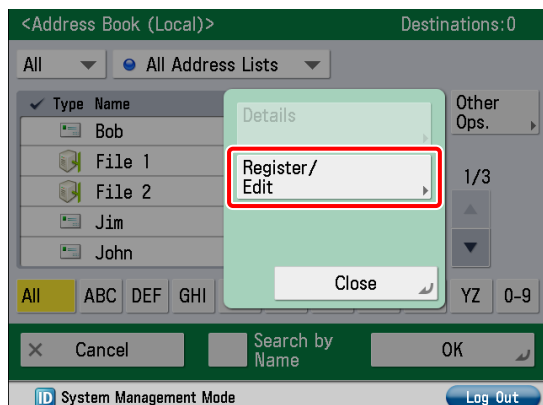 <Address Book (Local)> Destinations:0
All All Address Lists
Type Name
Bob
File 1
File 2
Jim
John
Details
Register/
Edit
Close
Other
Ops.
1/3
All ABC DEF GHI YZ 0-9
Cancel
Search by
Name
OK
ID System Management Mode Log Out